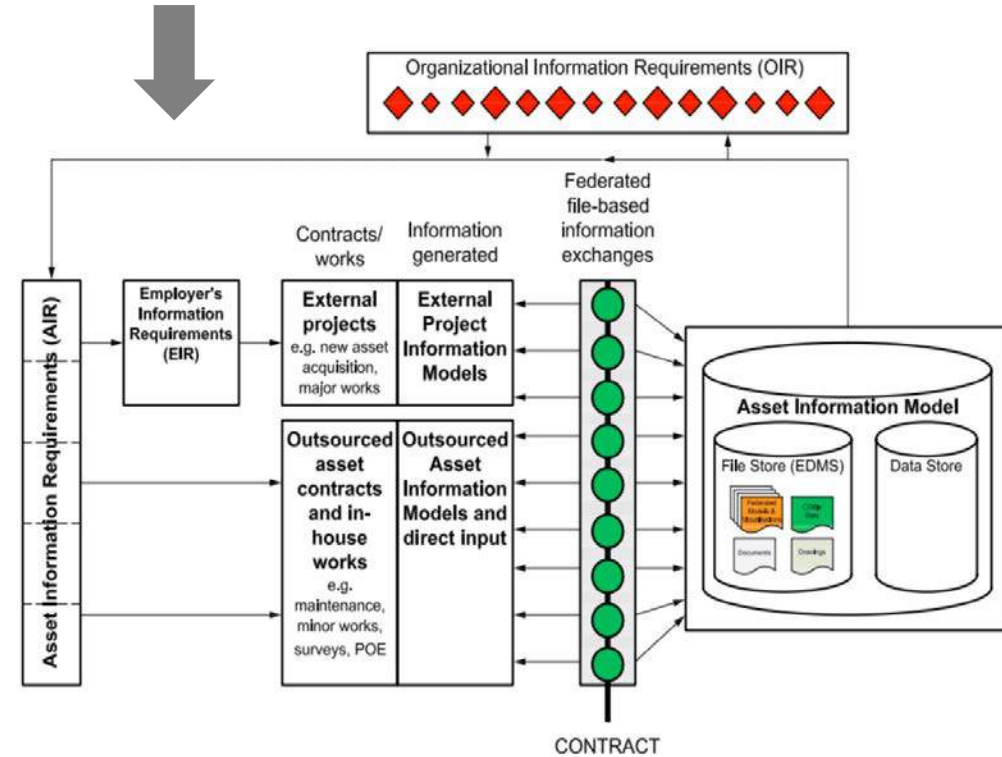 Organizational Information Requirements (OIR)
Federated
file-based
information
exchanges
Contracts/
works
Information
generated
Asset Information Requirements (AIR)
Employer's
Information
Requirements
(EIR)
External
projects
e.g. new asset
acquisition,
major works
External
Project
Information
Models
Outsourced
asset
contracts
and in-
house
works
e.g.
maintenance,
minor works,
surveys, POE
Outsourced
Asset
Information
Models and
direct input
Asset Information Model
File Store (EDMS)
Federated
Models &
Visualisations
Documents
Drawings
Data Store
CONTRACT